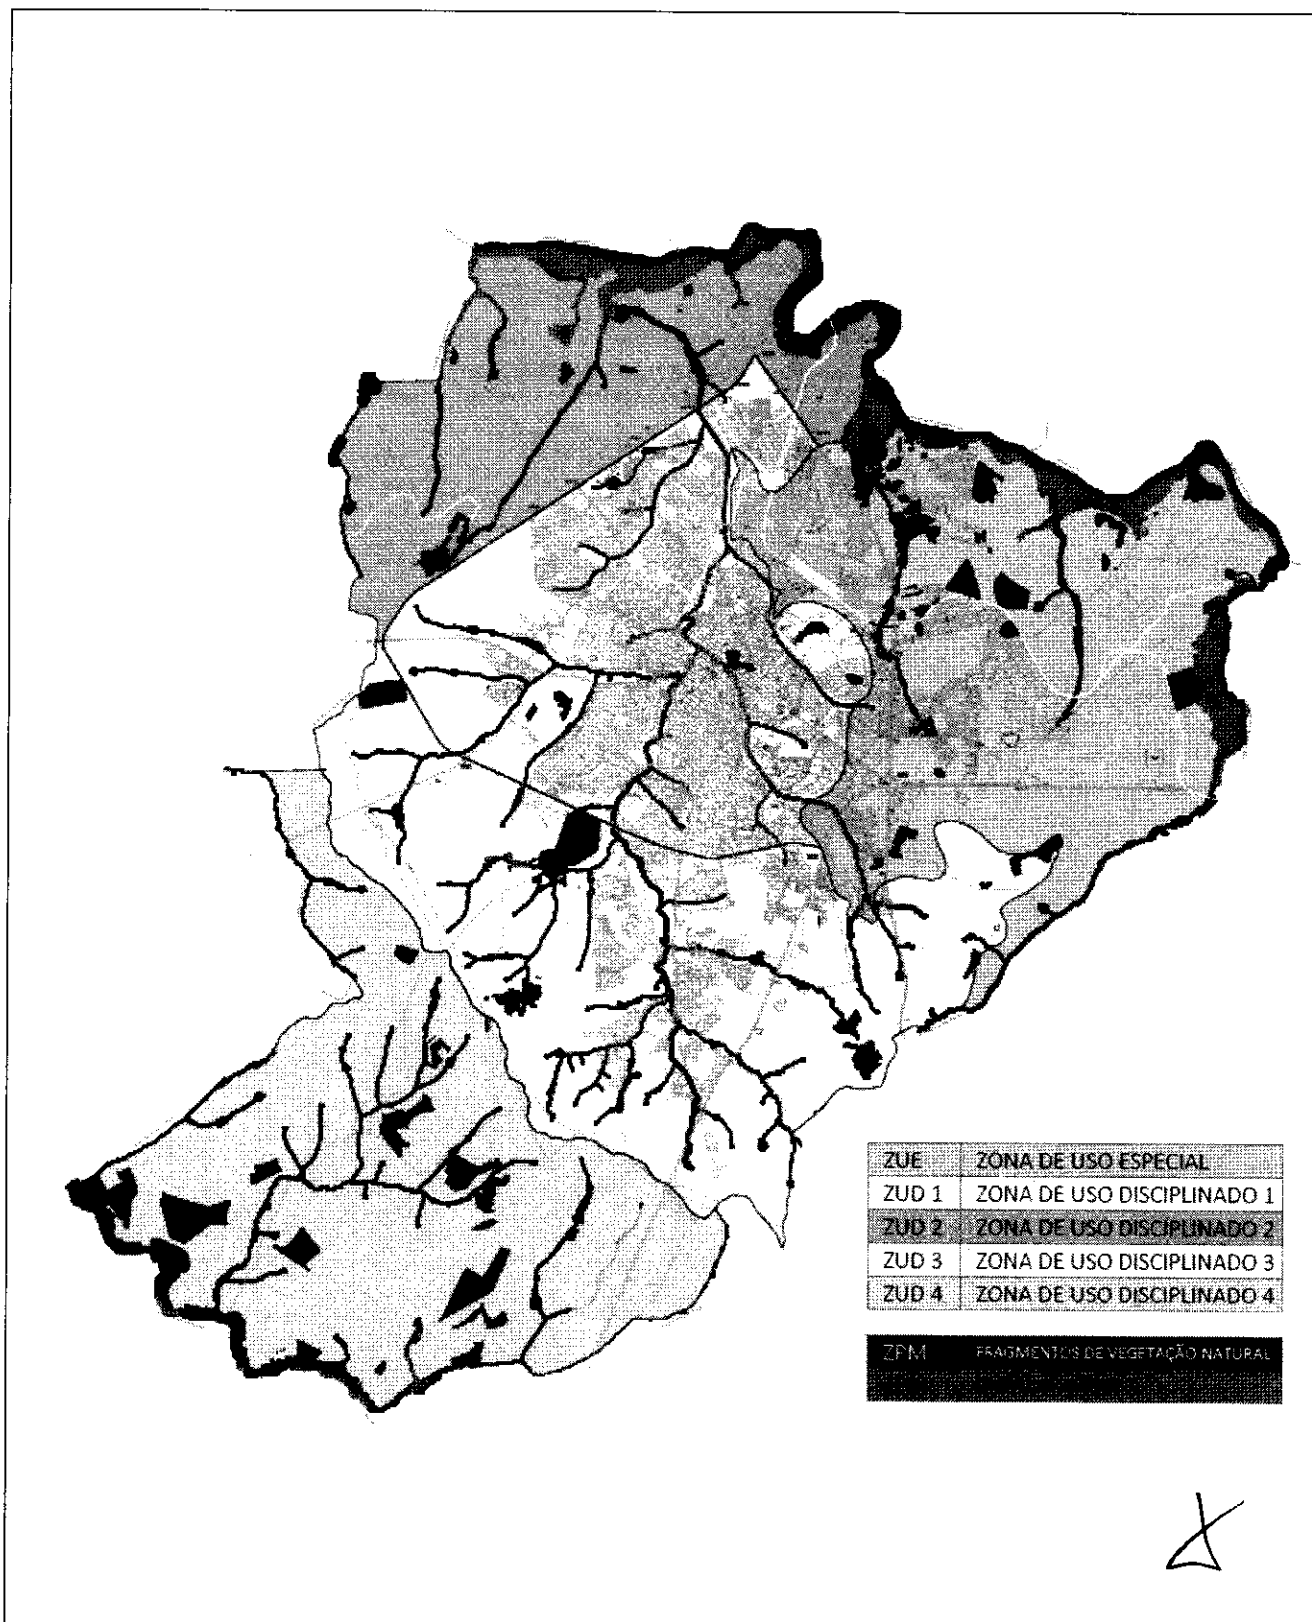 ZUE ZONA DE USO ESPECIAL
ZUD 1 ZONA DE USO DISCIPLINADO 1
ZUD 2 ZONA DE USO DISCIPLINADO 2
ZUD 3 ZONA DE USO DISCIPLINADO 3
ZUD 4 ZONA DE USO DISCIPLINADO 4
ZPM FRAGMENTOS DE VEGETAÇÃO NATURAL